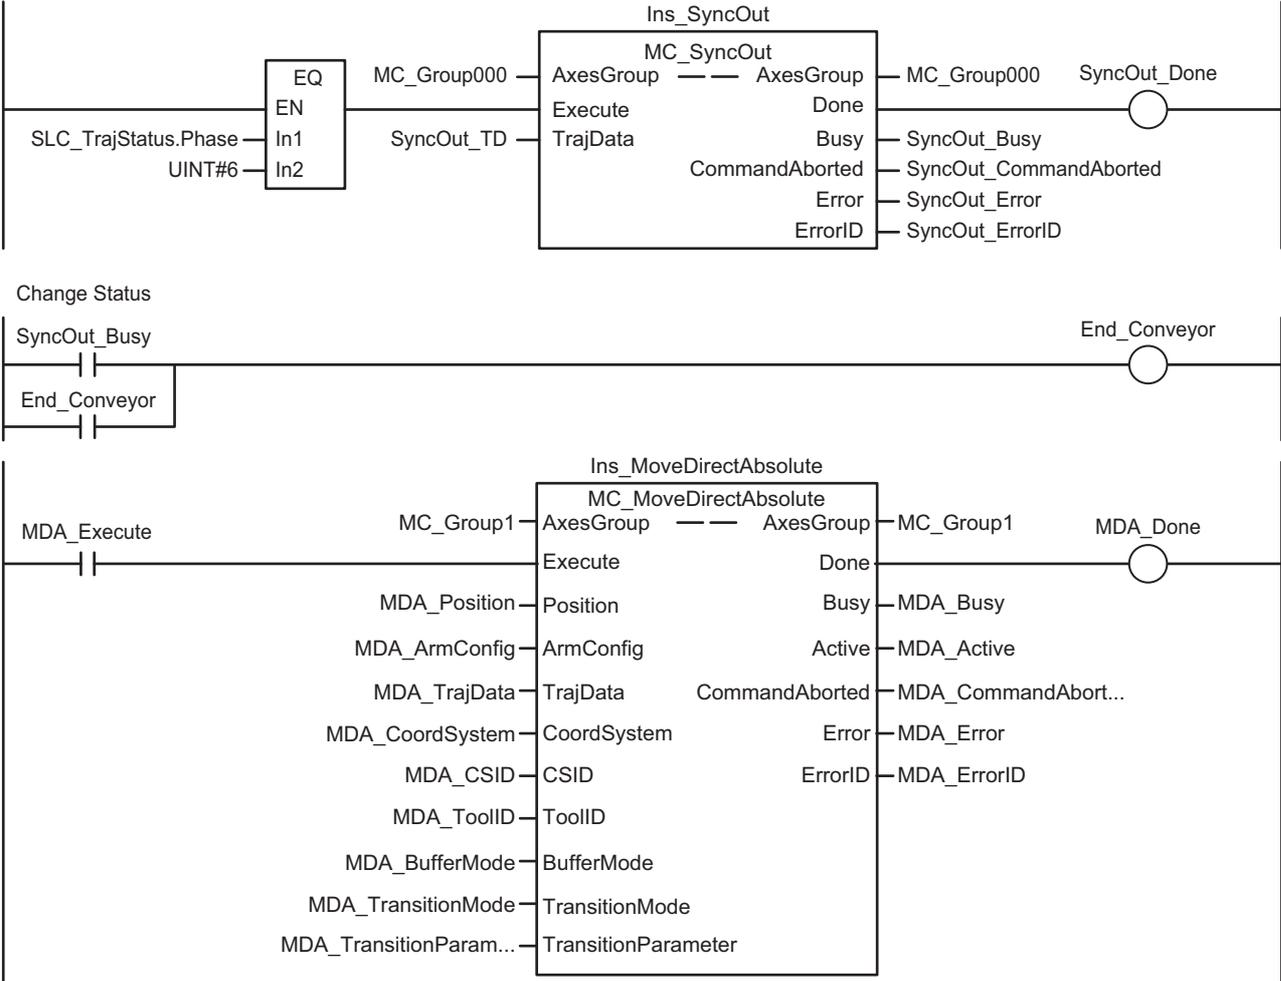 Ins_SyncOut
MC_SyncOut
EQ
MC_Group000 AxesGroup AxesGroup MC_Group000 SyncOut_Done
EN Execute Done
SLC_TrajStatus.Phase In1 SyncOut_TD TrajData Busy SyncOut_Busy
UINT#6 In2 CommandAborted SyncOut_CommandAborted
Error SyncOut_Error
ErrorID SyncOut_ErrorID
Change Status
SyncOut_Busy End_Conveyor
End_Conveyor
Ins_MoveDirectAbsolute
MC_MoveDirectAbsolute
MDA_Execute MC_Group1 AxesGroup AxesGroup MC_Group1 MDA_Done
Execute Done
MDA_Position Position Busy MDA_Busy
MDA_ArmConfig ArmConfig Active MDA_Active
MDA_TrajData TrajData CommandAborted MDA_CommandAbort...
MDA_CoordSystem CoordSystem Error MDA_Error
MDA_CSID CSID ErrorID MDA_ErrorID
MDA_ToolID ToolID
MDA_BufferMode BufferMode
MDA_TransitionMode TransitionMode
MDA_TransitionParam... TransitionParameter